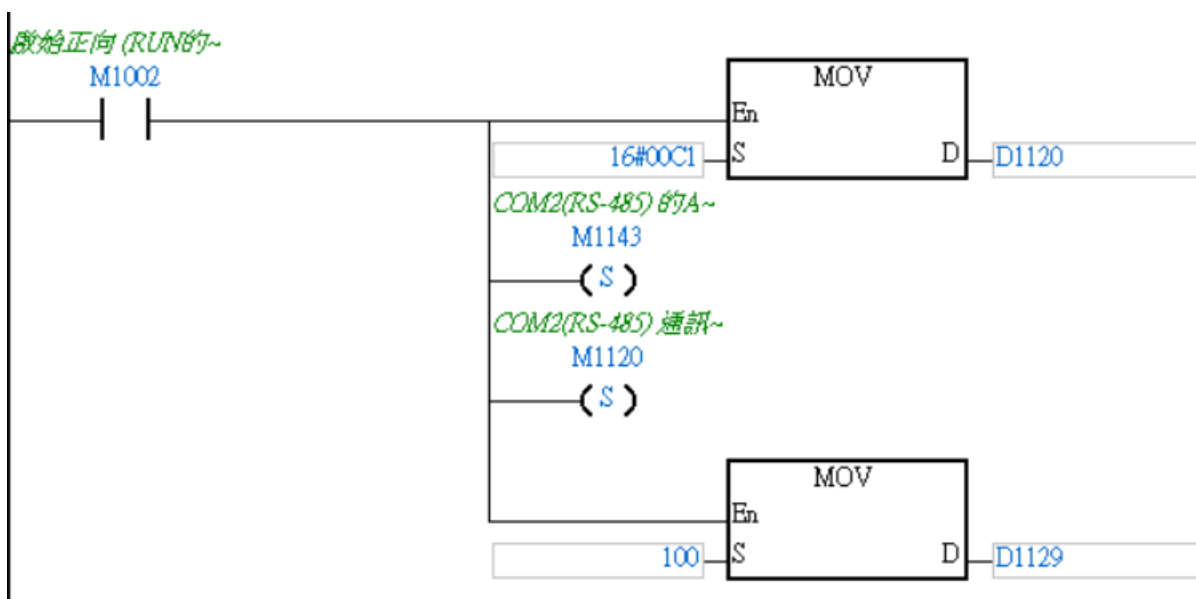 啟始正向 (RUN的~
M1002
MOV
En
16#00C1 S D D1120
COM2(RS-485) 的A~
M1143
( S )
COM2(RS-485) 通訊~
M1120
( S )
MOV
En
100 S D D1129